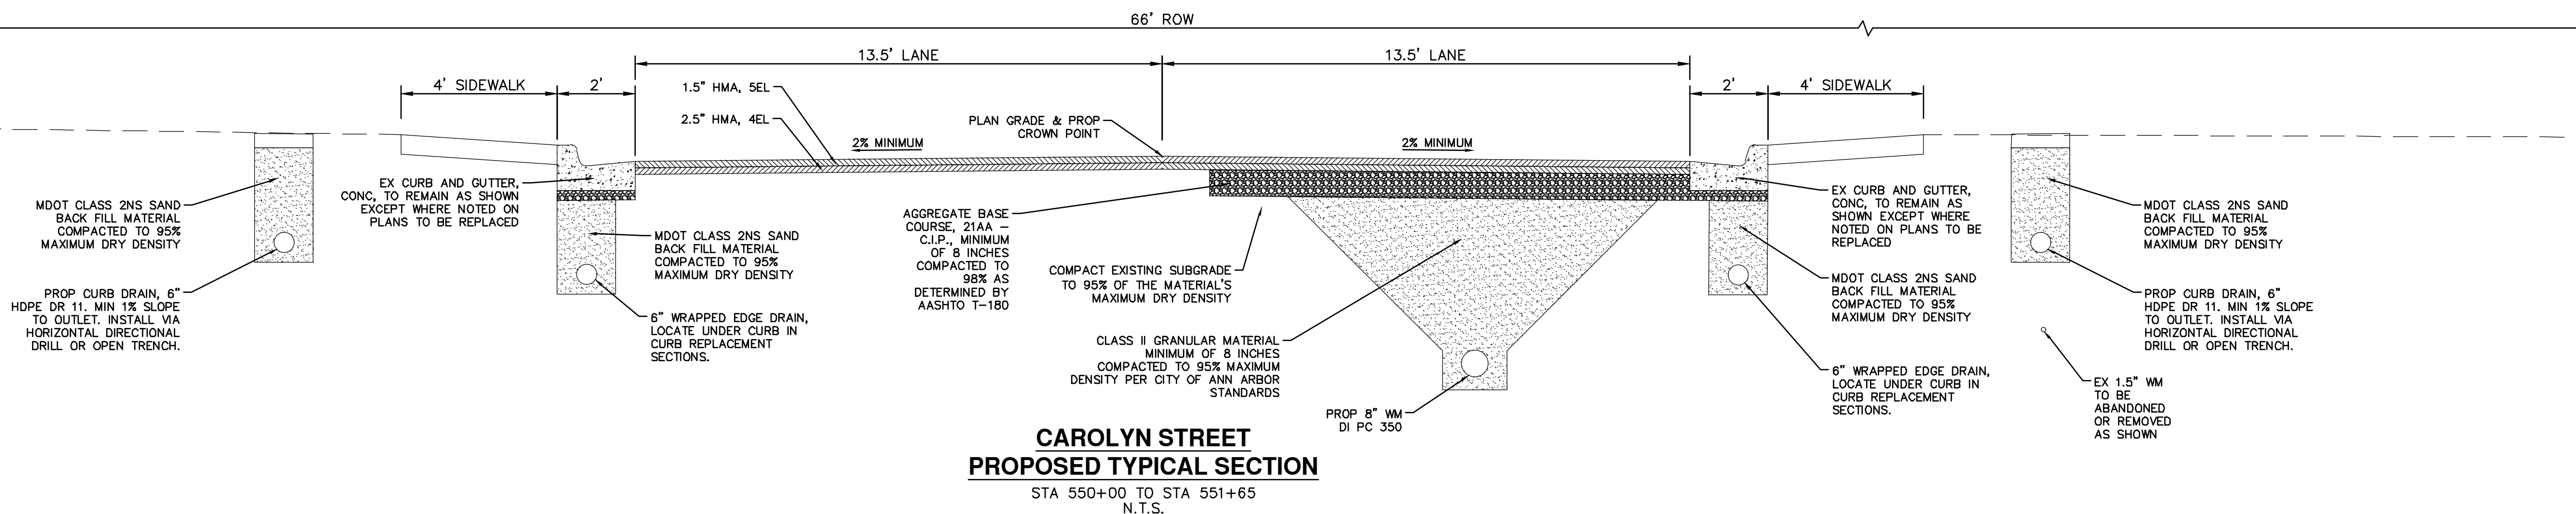 66' ROW
13.5' LANE
13.5' LANE
4' SIDEWALK
2'
1.5" HMA, 5EL
2.5" HMA, 4EL
2% MINIMUM
PLAN GRADE & PROP
CROWN POINT
2% MINIMUM
2'
4' SIDEWALK
MDOT CLASS 2NS SAND
BACK FILL MATERIAL
COMPACTED TO 95%
MAXIMUM DRY DENSITY
PROP CURB DRAIN, 6"
HDPE DR 11. MIN 1% SLOPE
TO OUTLET. INSTALL VIA
HORIZONTAL DIRECTIONAL
DRILL OR OPEN TRENCH.
EX CURB AND GUTTER,
CONC, TO REMAIN AS SHOWN
EXCEPT WHERE NOTED ON
PLANS TO BE REPLACED
MDOT CLASS 2NS SAND
BACK FILL MATERIAL
COMPACTED TO 95%
MAXIMUM DRY DENSITY
6" WRAPPED EDGE DRAIN,
LOCATE UNDER CURB IN
CURB REPLACEMENT
SECTIONS.
AGGREGATE BASE
COURSE, 21AA –
C.I.P., MINIMUM
OF 8 INCHES
COMPACTED TO
98% AS
DETERMINED BY
AASHTO T-180
COMPACT EXISTING SUBGRADE
TO 95% OF THE MATERIAL'S
MAXIMUM DRY DENSITY
CLASS II GRANULAR MATERIAL
MINIMUM OF 8 INCHES
COMPACTED TO 95% MAXIMUM
DENSITY PER CITY OF ANN ARBOR
STANDARDS
PROP 8" WM
DI PC 350
EX CURB AND GUTTER,
CONC, TO REMAIN AS
SHOWN EXCEPT WHERE
NOTED ON PLANS TO BE
REPLACED
MDOT CLASS 2NS SAND
BACK FILL MATERIAL
COMPACTED TO 95%
MAXIMUM DRY DENSITY
6" WRAPPED EDGE DRAIN,
LOCATE UNDER CURB IN
CURB REPLACEMENT
SECTIONS.
MDOT CLASS 2NS SAND
BACK FILL MATERIAL
COMPACTED TO 95%
MAXIMUM DRY DENSITY
PROP CURB DRAIN, 6"
HDPE DR 11. MIN 1% SLOPE
TO OUTLET. INSTALL VIA
HORIZONTAL DIRECTIONAL
DRILL OR OPEN TRENCH.
EX 1.5" WM
TO BE
ABANDONED
OR REMOVED
AS SHOWN
CAROLYN STREET
PROPOSED TYPICAL SECTION
STA 550+00 TO STA 551+65
N.T.S.